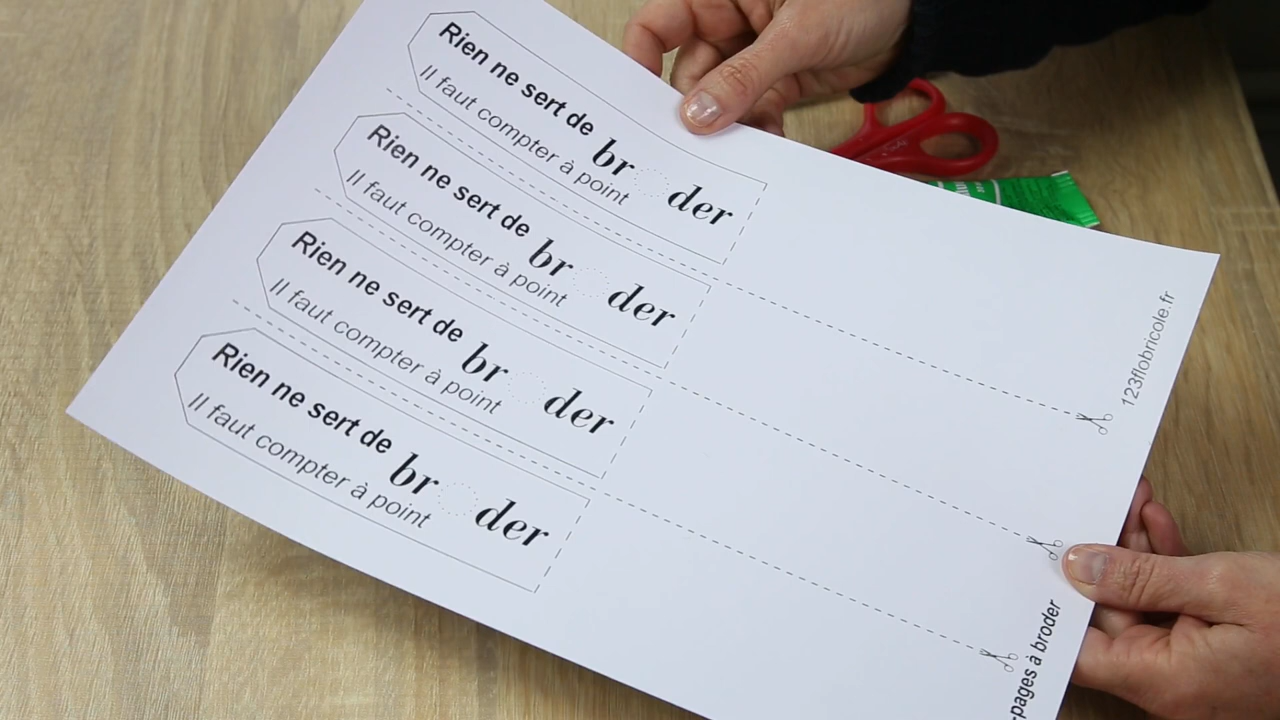 Rien ne sert de br der
Il faut compter à point
Rien ne sert de br der
Il faut compter à point
Rien ne sert de br der
Il faut compter à point
Rien ne sert de br der
Il faut compter à point
123flobricole.fr
pages à broder